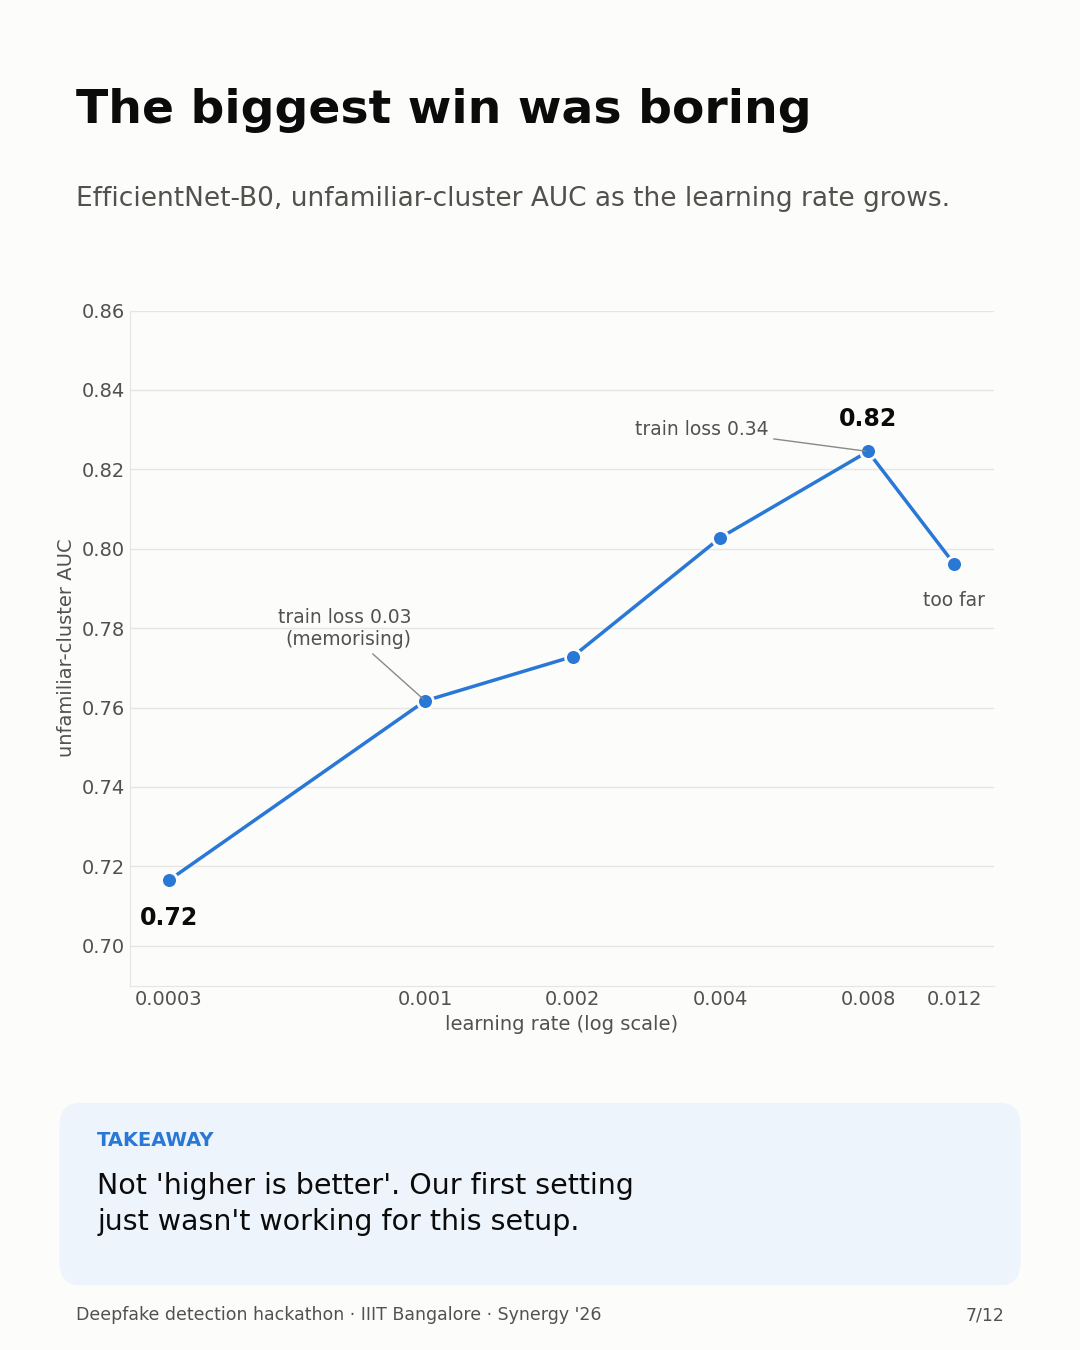 The biggest win was boring
EfficientNet-B0, unfamiliar-cluster AUC as the learning rate grows.
0.86
0.84
0.82
0.80
0.78
0.76
0.74
0.72
0.70
unfamiliar-cluster AUC
0.82
train loss 0.34
too far
train loss 0.03
(memorising)
0.72
0.0003 0.001 0.002 0.004 0.008 0.012
learning rate (log scale)
TAKEAWAY
Not 'higher is better'. Our first setting
just wasn't working for this setup.
Deepfake detection hackathon · IIIT Bangalore · Synergy '26 7/12